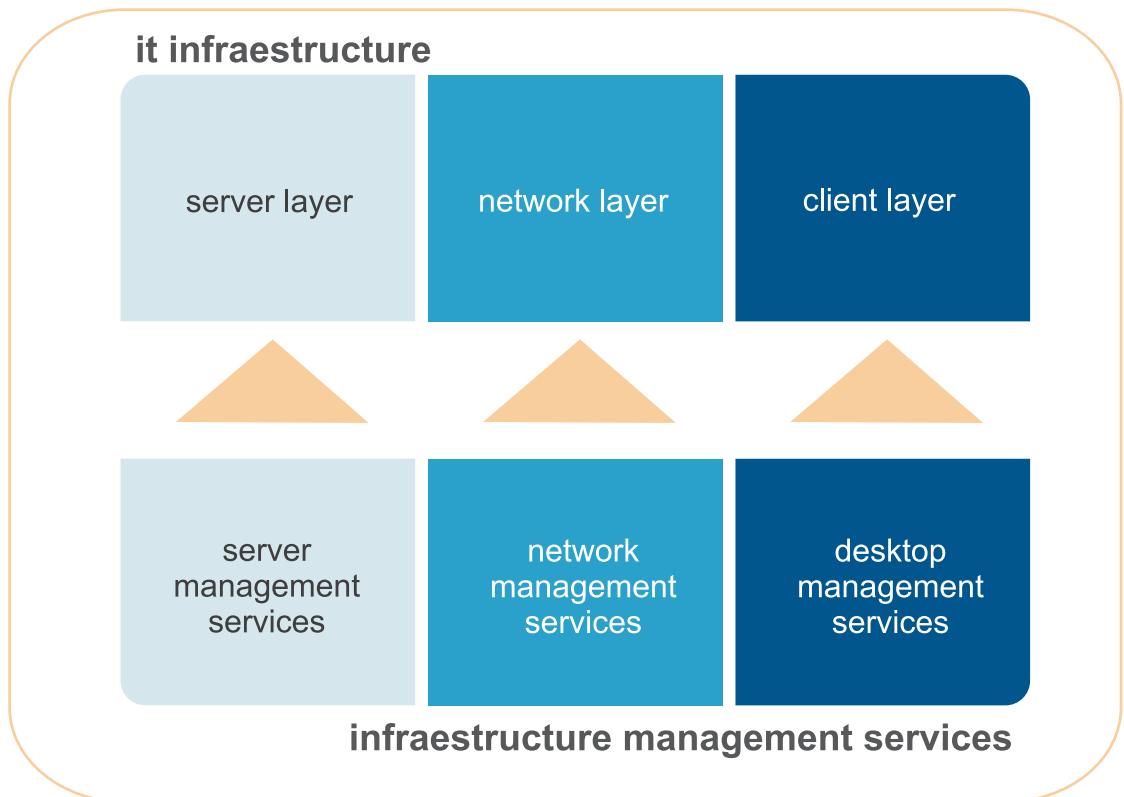 it infraestructure
server layer
network layer
client layer
server
management
services
network
management
services
desktop
management
services
infraestructure management services